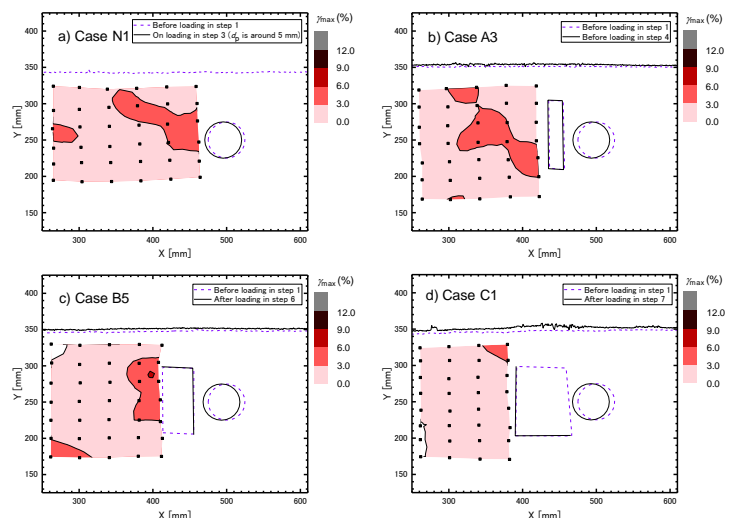 γmax (%)
Before loading in step 1
On loading in step 3 (dp is around 5 mm)
a) Case N1
400
350
300
250
200
150
Y [mm]
300 400 500 600
X [mm]
12.0
9.0
6.0
3.0
0.0
γmax (%)
Before loading in step 1
Before loading in step 4
b) Case A3
400
350
300
250
200
150
Y [mm]
300 400 500 600
X [mm]
12.0
9.0
6.0
3.0
0.0
γmax (%)
Before loading in step 1
After loading in step 6
c) Case B5
400
350
300
250
200
150
Y [mm]
300 400 500 600
X [mm]
12.0
9.0
6.0
3.0
0.0
γmax (%)
Before loading in step 1
After loading in step 7
d) Case C1
400
350
300
250
200
150
Y [mm]
300 400 500 600
X [mm]
12.0
9.0
6.0
3.0
0.0